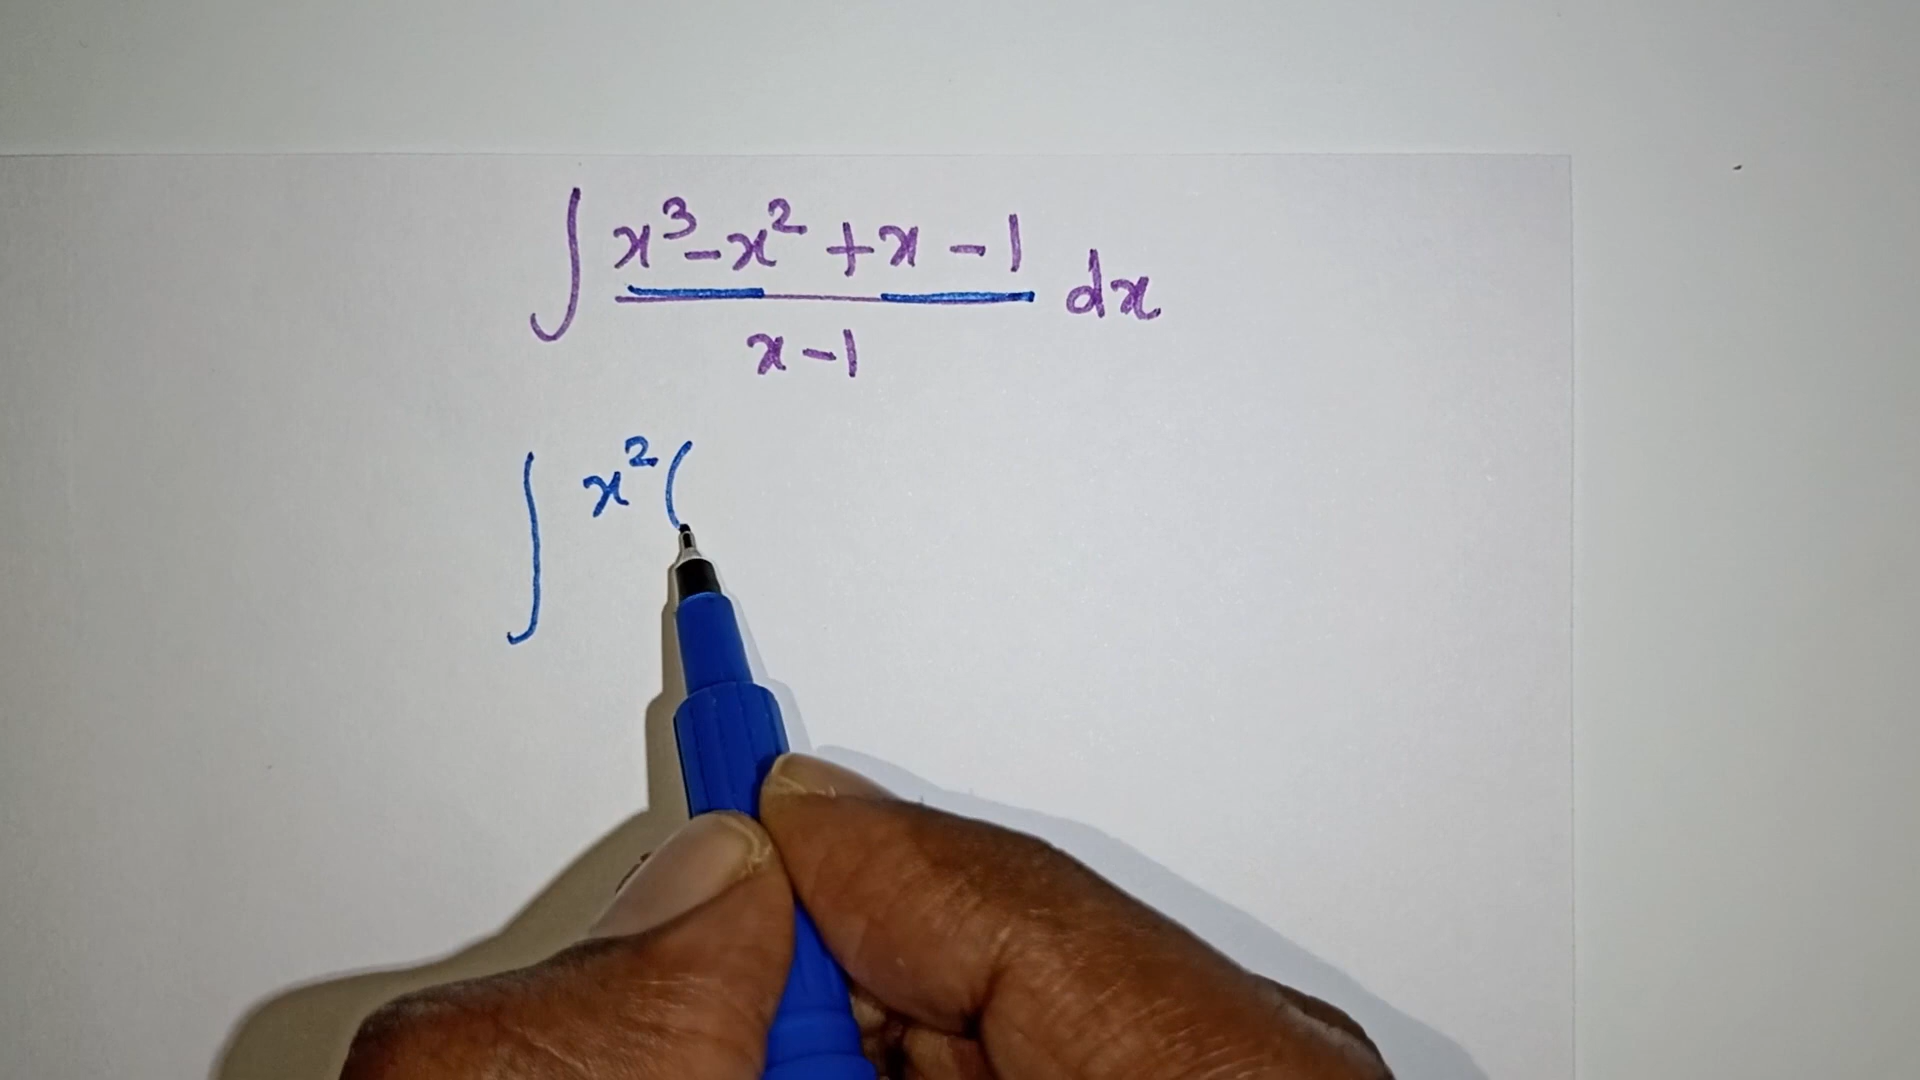 ∫ x³ - x² + x - 1 dx
x - 1
∫ x² (